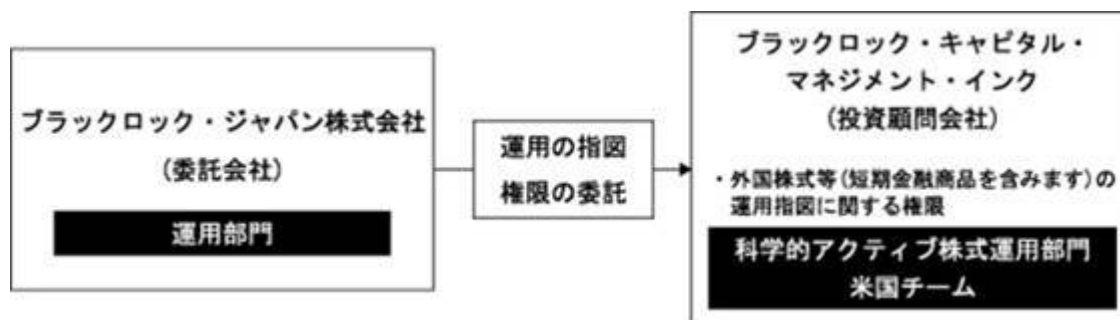 ブラックロック・ジャパン株式会社
(委託会社)
運用部門
運用の指図
権限の委託
ブラックロック・キャピタル・
マネジメント・インク
(投資顧問会社)
・外国株式等(短期金融商品を含みます)の
運用指図に関する権限
科学的アクティブ株式運用部門
米国チーム